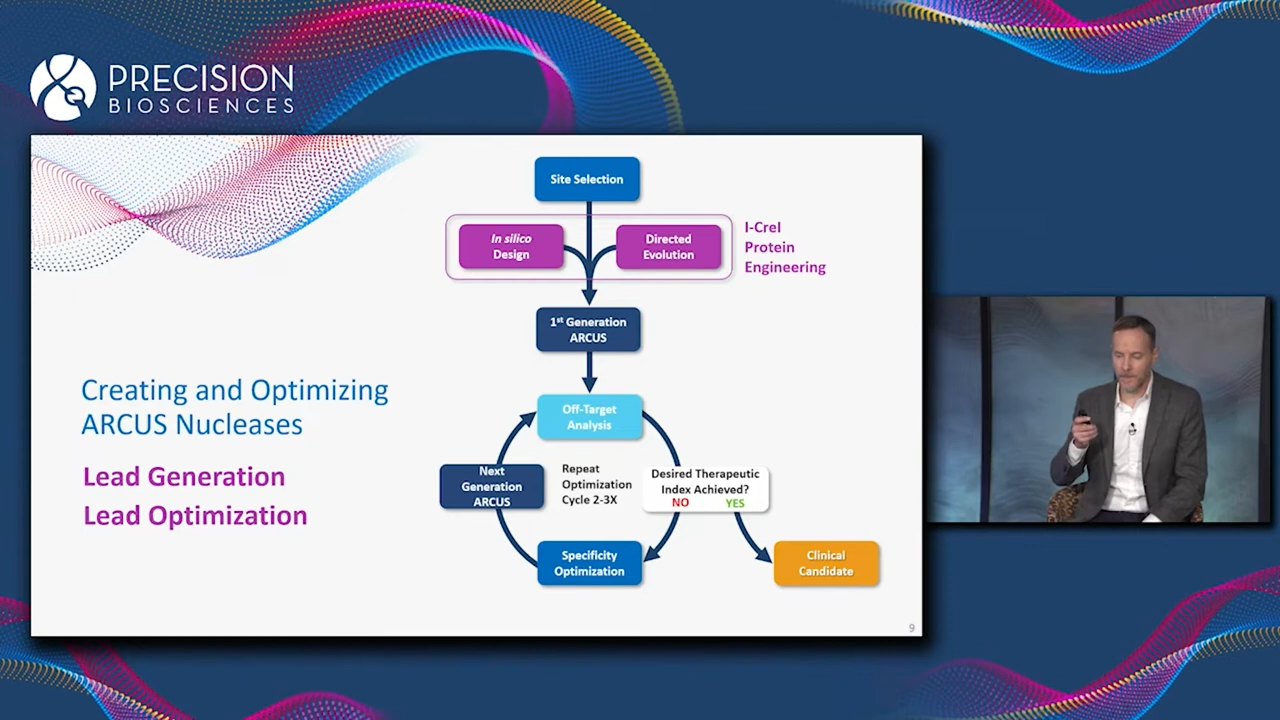 PRECISION
BIOSCIENCES
Site Selection
In silico
Design
Directed
Evolution
I-CreI
Protein
Engineering
1st Generation
ARCUS
Creating and Optimizing
ARCUS Nucleases
Lead Generation
Lead Optimization
Off-Target
Analysis
Next
Generation
ARCUS
Repeat
Optimization
Cycle 2-3X
Desired Therapeutic
Index Achieved?
NO YES
Specificity
Optimization
Clinical
Candidate
9